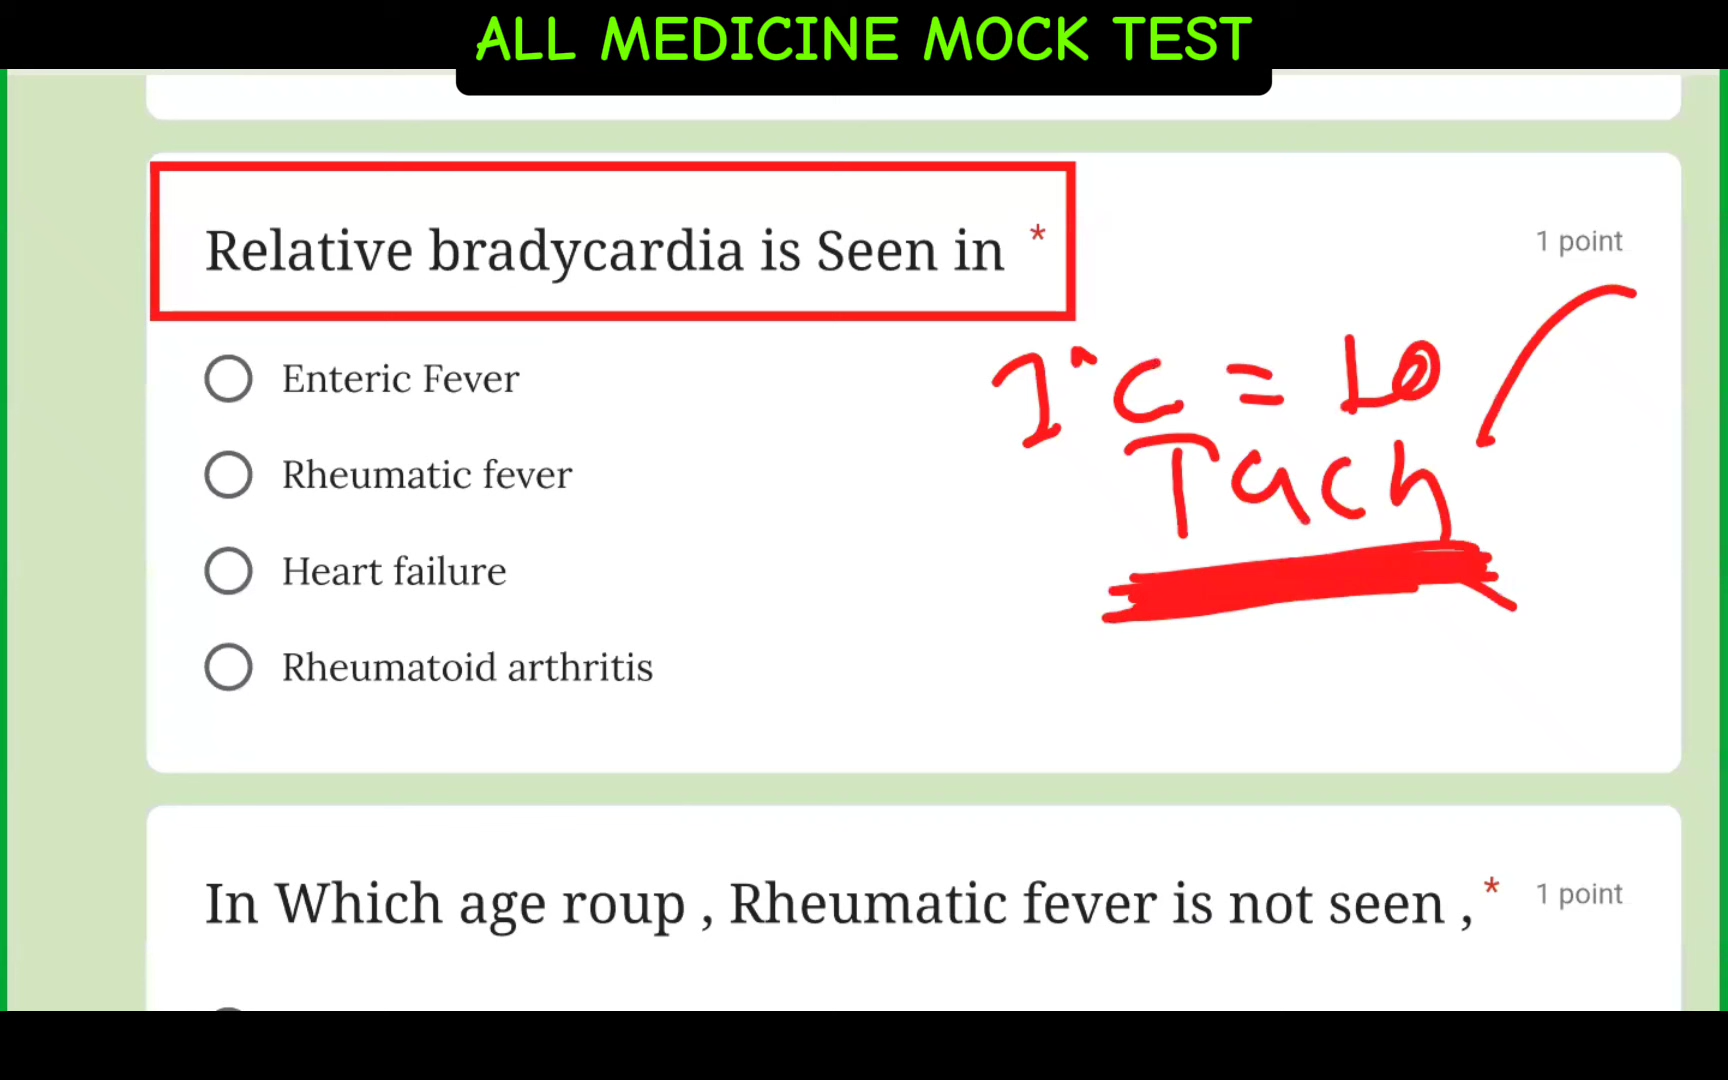 ALL MEDICINE MOCK TEST
Relative bradycardia is Seen in *
1 point
Enteric Fever
Rheumatic fever
Heart failure
Rheumatoid arthritis
1°C = 10
Tach
In Which age roup , Rheumatic fever is not seen , *
1 point